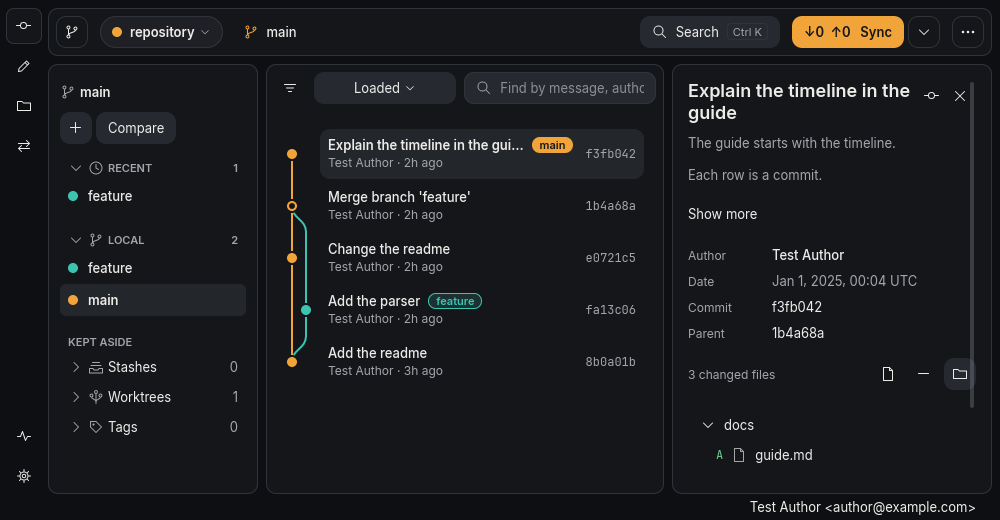 repository
main
Search Ctrl K
↓0 ↑0 Sync
main
+ Compare
RECENT 1
feature
LOCAL 2
feature
main
KEPT ASIDE
Stashes 0
Worktrees 1
Tags 0
Loaded
Find by message, autho
Explain the timeline in the gui... main
Test Author · 2h ago f3fb042
Merge branch 'feature'
Test Author · 2h ago 1b4a68a
Change the readme
Test Author · 2h ago e0721c5
Add the parser feature
Test Author · 2h ago fa13c06
Add the readme
Test Author · 3h ago 8b0a01b
Explain the timeline in the
guide
The guide starts with the timeline.
Each row is a commit.
Show more
Author Test Author
Date Jan 1, 2025, 00:04 UTC
Commit f3fb042
Parent 1b4a68a
3 changed files
docs
A guide.md
Test Author <author@example.com>